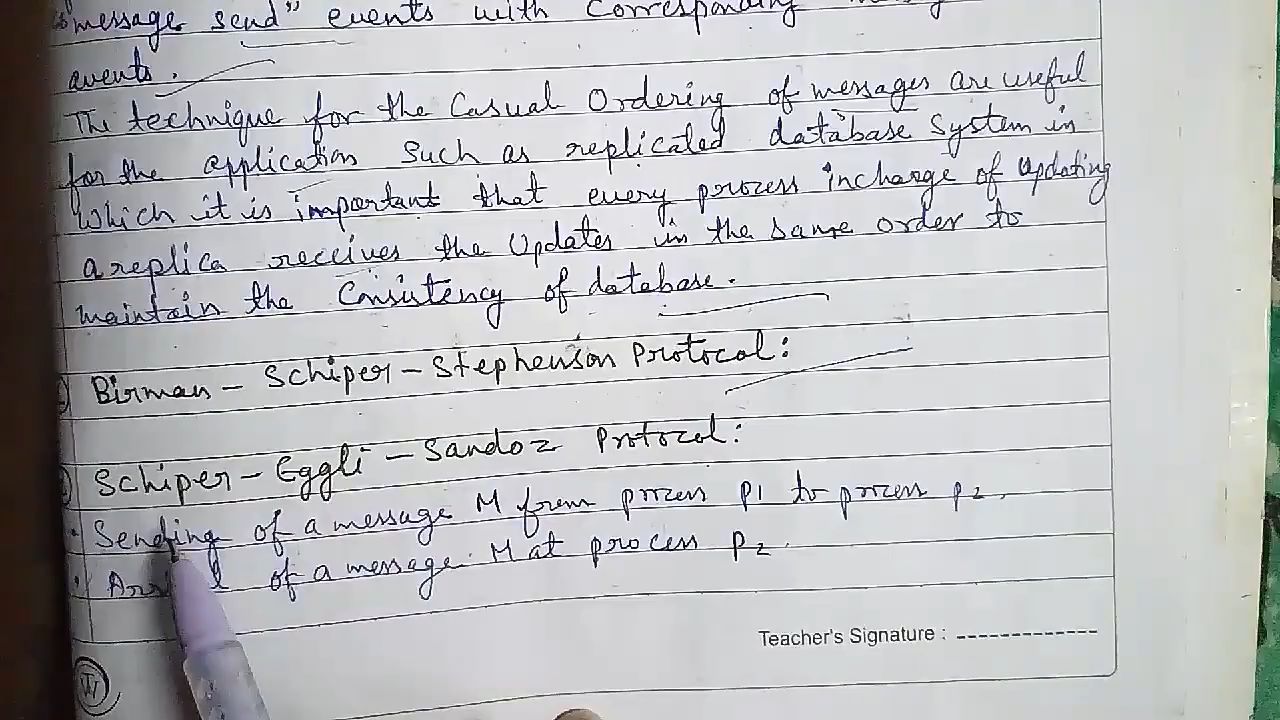 "message send" events with Corresponding
events.
The technique for the Casual Ordering of messages are useful
for the application such as replicated database system in
which it is important that every process incharge of updating
a replica receives the Updates in the same order to
maintain the Consistency of database.
Birman - Schiper - Stephenson Protocol:
Schiper - Eggli - Sandoz Protocol:
Sending of a message M from process P1 to process P2.
of a message M at process P2.
Teacher's Signature : -------------